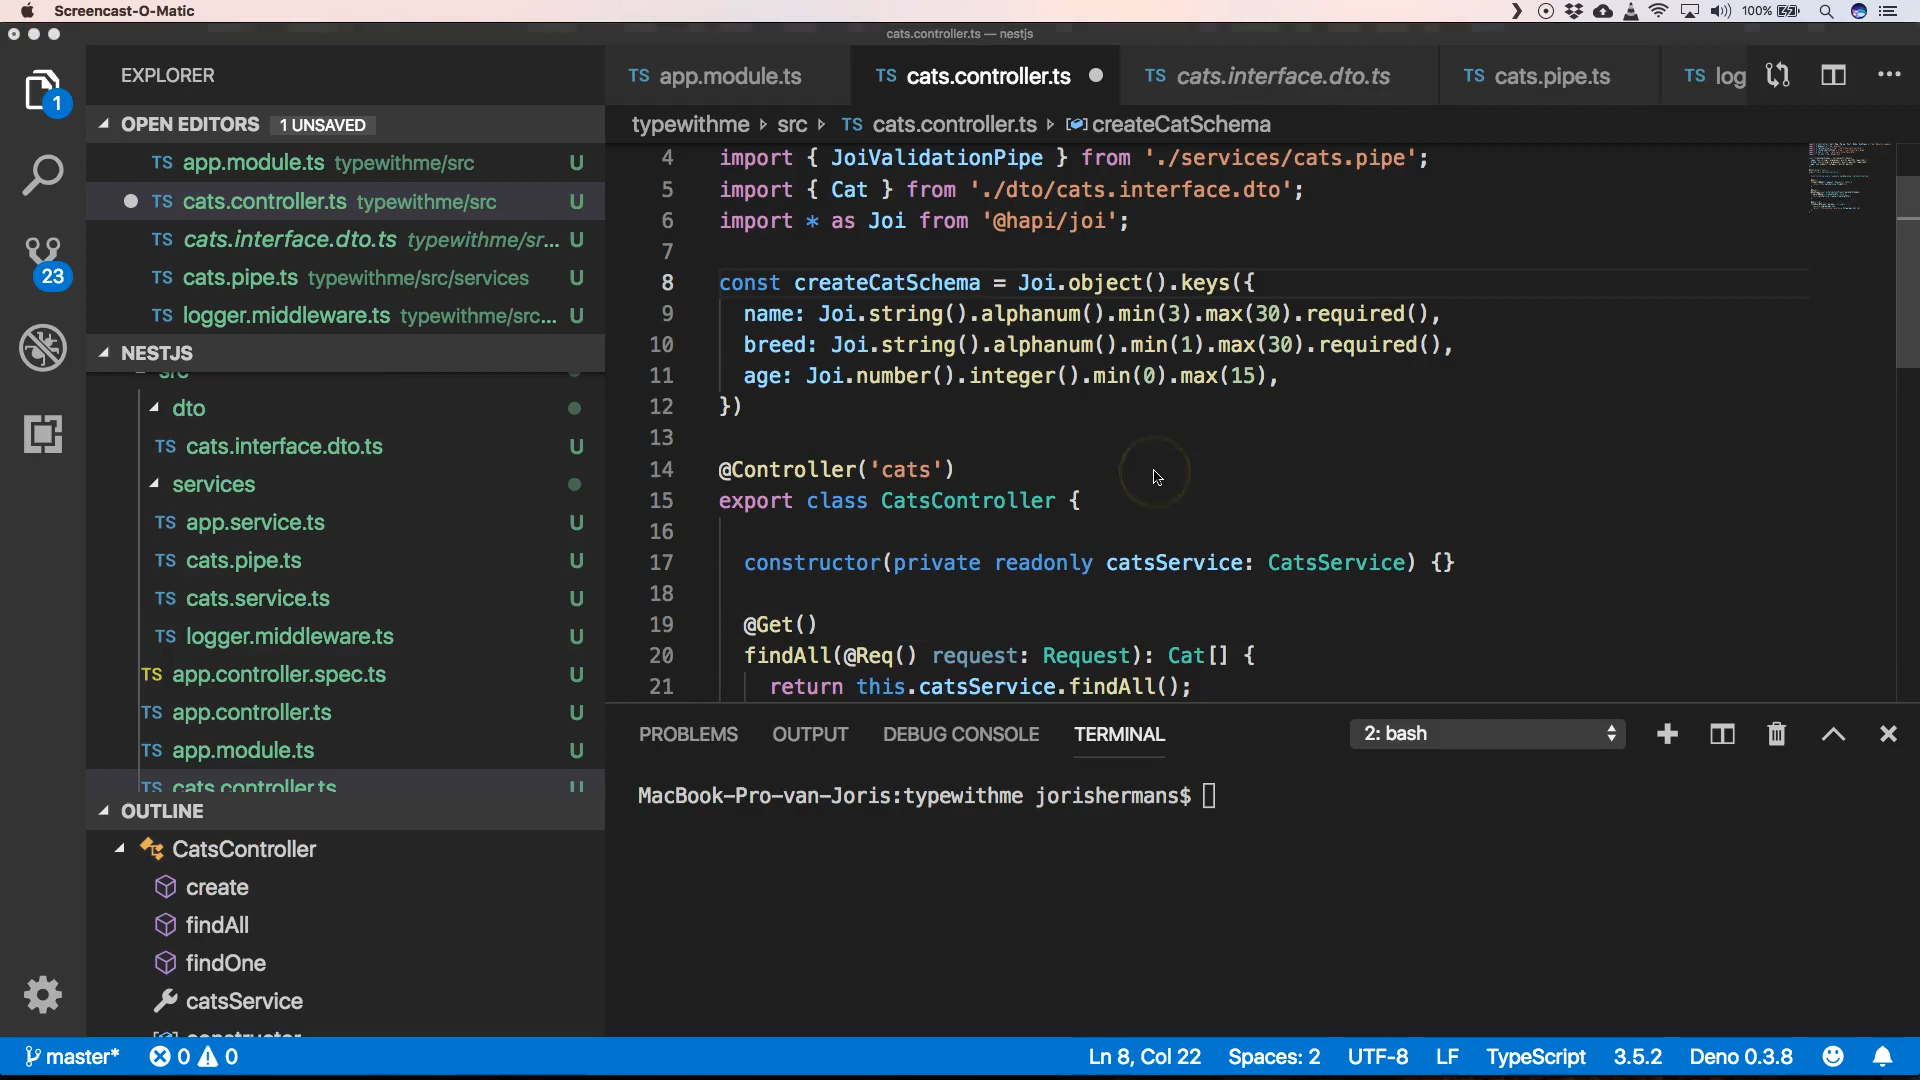 Screencast-O-Matic
100%
cats.controller.ts — nestjs
1
23
EXPLORER
OPEN EDITORS 1 UNSAVED
TS app.module.ts typewithme/src U
TS cats.controller.ts typewithme/src U
TS cats.interface.dto.ts typewithme/sr... U
TS cats.pipe.ts typewithme/src/services U
TS logger.middleware.ts typewithme/src... U
NESTJS
src
dto
TS cats.interface.dto.ts U
services
TS app.service.ts U
TS cats.pipe.ts U
TS cats.service.ts U
TS logger.middleware.ts U
TS app.controller.spec.ts U
TS app.controller.ts U
TS app.module.ts U
TS cats.controller.ts U
OUTLINE
CatsController
create
findAll
findOne
catsService
constructor
TS app.module.ts TS cats.controller.ts TS cats.interface.dto.ts TS cats.pipe.ts TS log
typewithme › src › TS cats.controller.ts › createCatSchema
4 import { JoiValidationPipe } from './services/cats.pipe';
5 import { Cat } from './dto/cats.interface.dto';
6 import * as Joi from '@hapi/joi';
7
8 const createCatSchema = Joi.object().keys({
9 name: Joi.string().alphanum().min(3).max(30).required(),
10 breed: Joi.string().alphanum().min(1).max(30).required(),
11 age: Joi.number().integer().min(0).max(15),
12 })
13
14 @Controller('cats')
15 export class CatsController {
16
17 constructor(private readonly catsService: CatsService) {}
18
19 @Get()
20 findAll(@Req() request: Request): Cat[] {
21 return this.catsService.findAll();
PROBLEMS OUTPUT DEBUG CONSOLE TERMINAL 2: bash
MacBook-Pro-van-Joris:typewithme jorishermans$
master* 0 0 Ln 8, Col 22 Spaces: 2 UTF-8 LF TypeScript 3.5.2 Deno 0.3.8